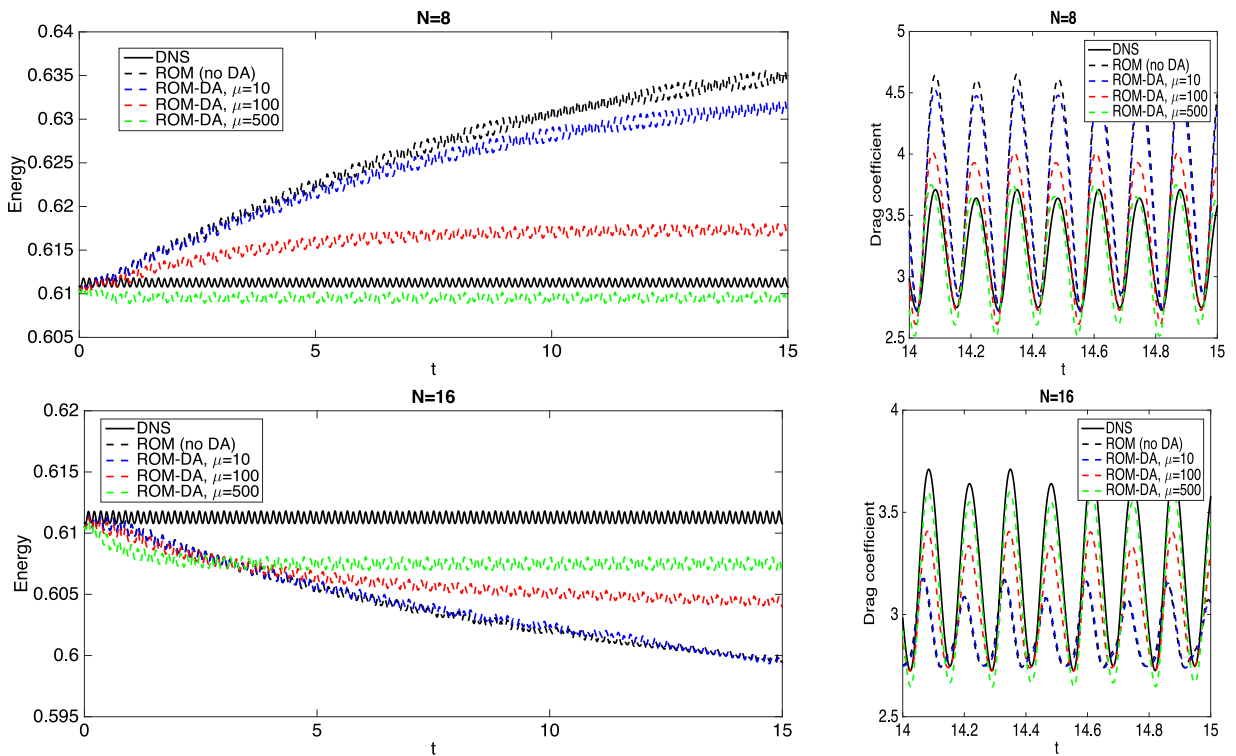 N=8
Energy
0.64
0.635
0.63
0.625
0.62
0.615
0.61
0.605
DNS
ROM (no DA)
ROM-DA, μ=10
ROM-DA, μ=100
ROM-DA, μ=500
0
5
10
15
t
N=8
Drag coefficient
5
4.5
4
3.5
3
2.5
DNS
ROM (no DA)
ROM-DA, μ=10
ROM-DA, μ=100
ROM-DA, μ=500
14
14.2
14.4
14.6
14.8
15
t
N=16
Energy
0.62
0.615
0.61
0.605
0.6
0.595
DNS
ROM (no DA)
ROM-DA, μ=10
ROM-DA, μ=100
ROM-DA, μ=500
0
5
10
15
t
N=16
Drag coefficient
4
3.5
3
2.5
DNS
ROM (no DA)
ROM-DA, μ=10
ROM-DA, μ=100
ROM-DA, μ=500
14
14.2
14.4
14.6
14.8
15
t